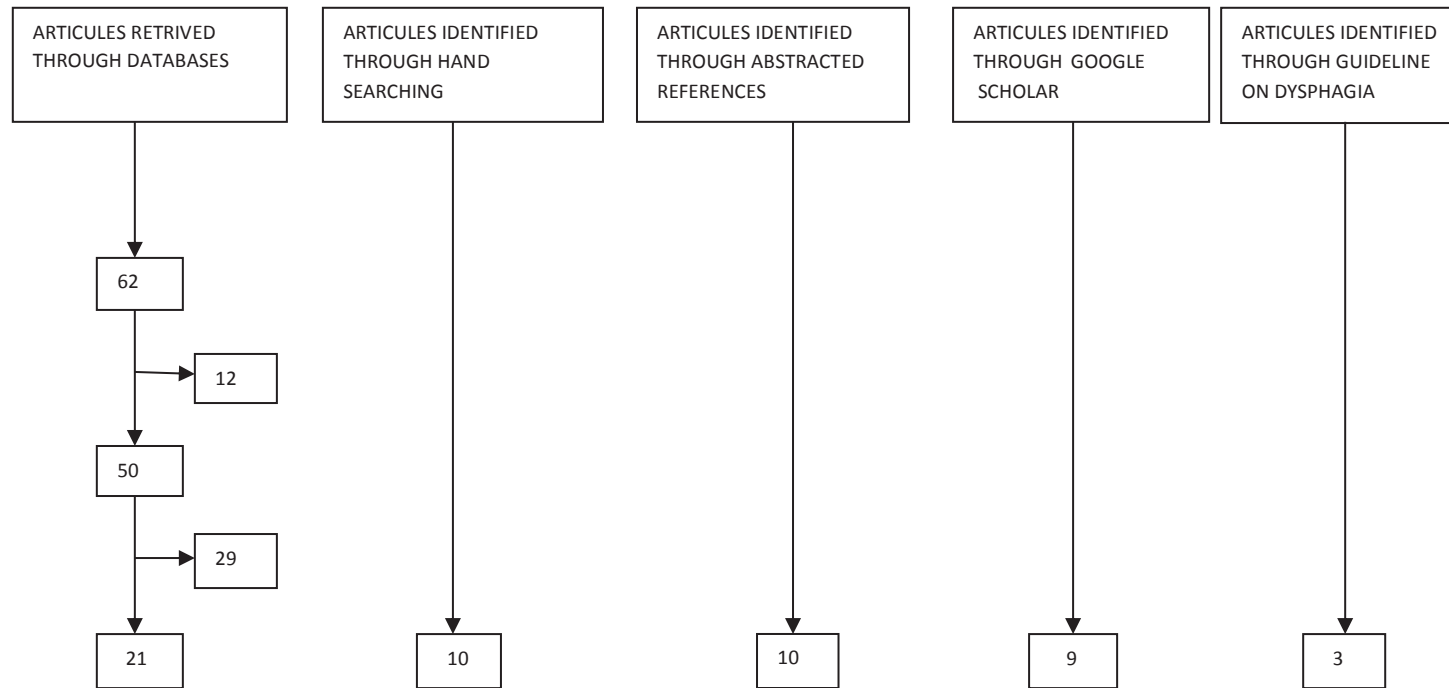 ARTICULES RETRIVED
THROUGH DATABASES
ARTICULES IDENTIFIED
THROUGH HAND
SEARCHING
ARTICULES IDENTIFIED
THROUGH ABSTRACTED
REFERENCES
ARTICULES IDENTIFIED
THROUGH GOOGLE
SCHOLAR
ARTICULES IDENTIFIED
THROUGH GUIDELINE
ON DYSPHAGIA
62
12
50
29
21
10
10
9
3